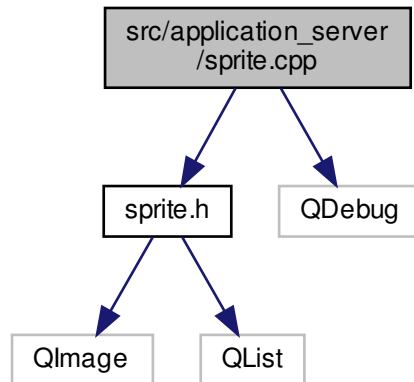 src/application_server
/sprite.cpp
sprite.h
QDebug
QImage
QList